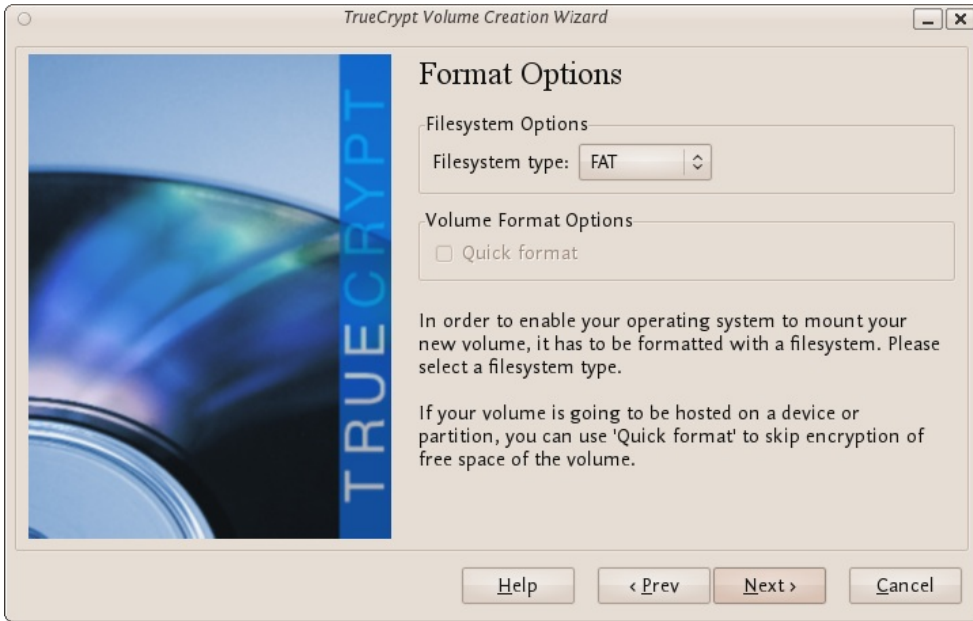 TrueCrypt Volume Creation Wizard
TRUECRYPT
Format Options
Filesystem Options
Filesystem type: FAT
Volume Format Options
Quick format
In order to enable your operating system to mount your
new volume, it has to be formatted with a filesystem. Please
select a filesystem type.
If your volume is going to be hosted on a device or
partition, you can use 'Quick format' to skip encryption of
free space of the volume.
Help
< Prev
Next >
Cancel